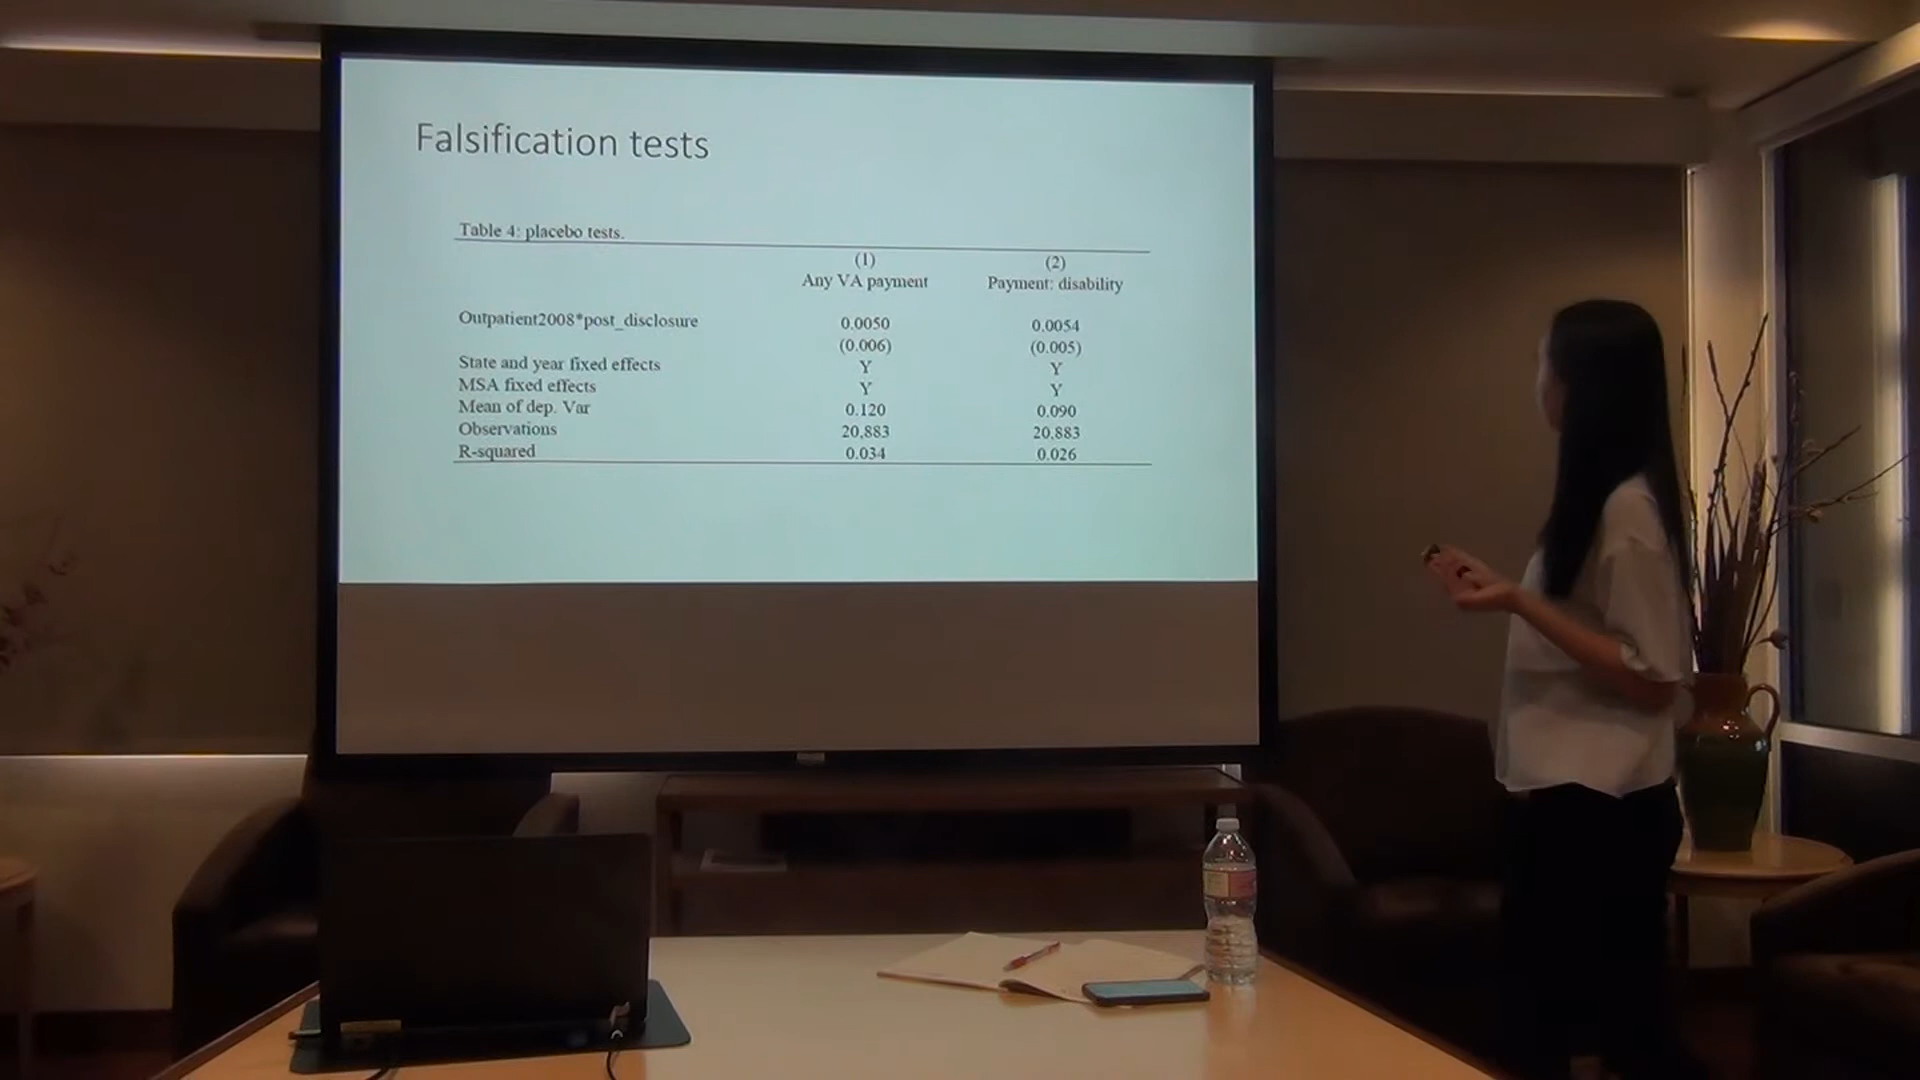 Falsification tests
Table 4: placebo tests.
(1) (2)
Any VA payment Payment: disability
Outpatient2008*post_disclosure 0.0050 0.0054
(0.006) (0.005)
State and year fixed effects Y Y
MSA fixed effects Y Y
Mean of dep. Var 0.120 0.090
Observations 20,883 20,883
R-squared 0.034 0.026